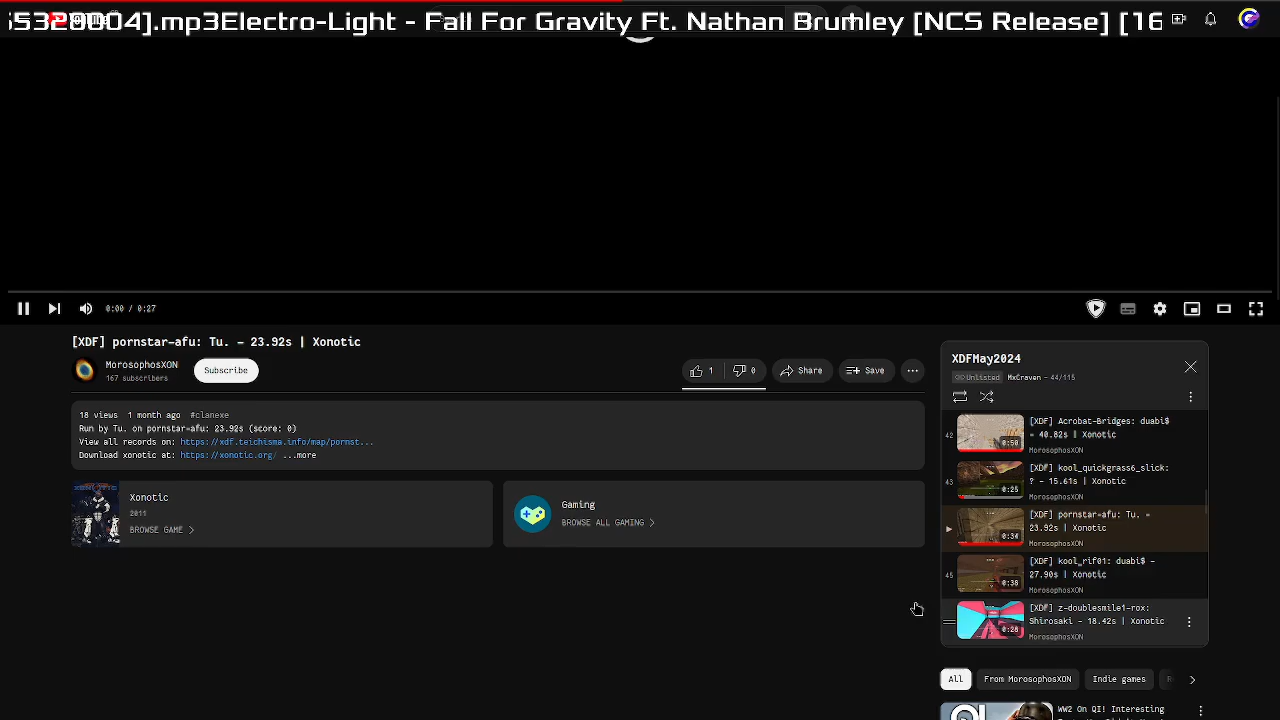 5328004].mp3Electro-Light - Fall For Gravity Ft. Nathan Brumley [NCS Release] [16
0:00 / 0:27
[XDF] pornstar-afu: Tu. – 23.92s | Xonotic
MorosophosXON
167 subscribers
Subscribe
1
0
Share
Save
18 views 1 month ago #clanexe
Run by Tu. on pornstar-afu: 23.92s (score: 0)
View all records on: https://xdf.teichisma.info/map/pornst...
Download xonotic at: https://xonotic.org/ ...more
Xonotic
2011
BROWSE GAME
Gaming
BROWSE ALL GAMING
XDFMay2024
Unlisted MxCraven – 44/115
42
0:50
[XDF] Acrobat-Bridges: duabi$
– 40.82s | Xonotic
MorosophosXON
43
0:25
[XDF] kool_quickgrass6_slick:
? – 15.61s | Xonotic
MorosophosXON
0:34
[XDF] pornstar-afu: Tu. –
23.92s | Xonotic
MorosophosXON
45
0:38
[XDF] kool_rif01: duabi$ –
27.90s | Xonotic
MorosophosXON
0:28
[XDF] z-doublesmile1-rox:
Shirosaki – 18.42s | Xonotic
MorosophosXON
All
From MorosophosXON
Indie games
WW2 On QI! Interesting